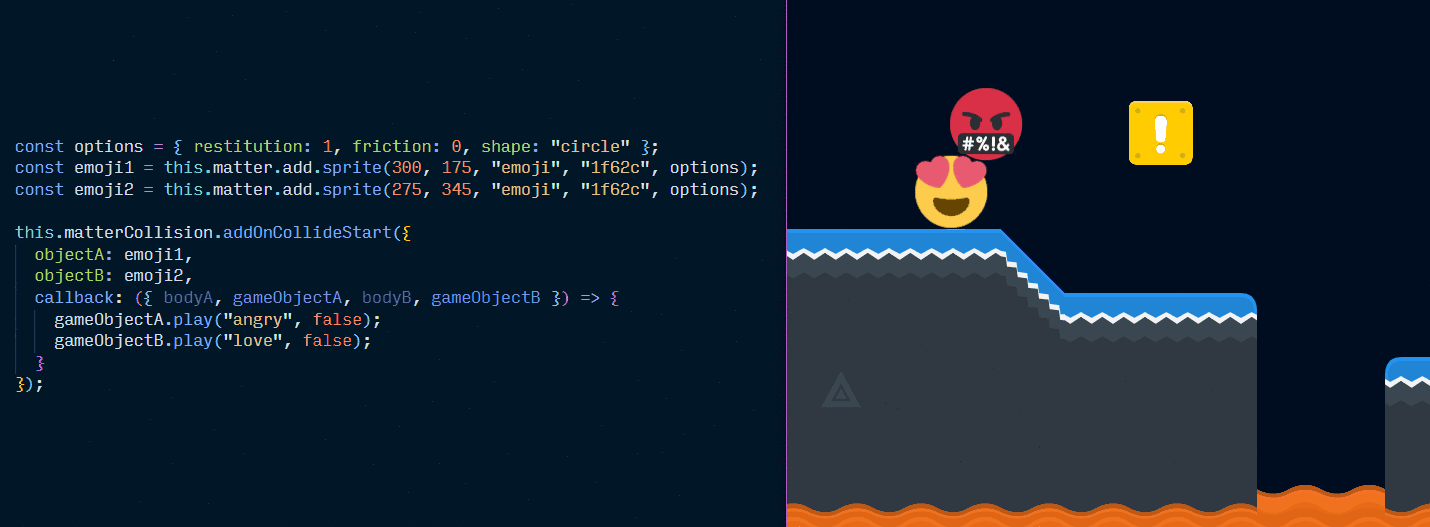 const options = { restitution: 1, friction: 0, shape: "circle" };
const emoji1 = this.matter.add.sprite(300, 175, "emoji", "1f62c", options);
const emoji2 = this.matter.add.sprite(275, 345, "emoji", "1f62c", options);
this.matterCollision.addOnCollideStart({
objectA: emoji1,
objectB: emoji2,
callback: ({ bodyA, gameObjectA, bodyB, gameObjectB }) => {
gameObjectA.play("angry", false);
gameObjectB.play("love", false);
}
});
#%!&
!